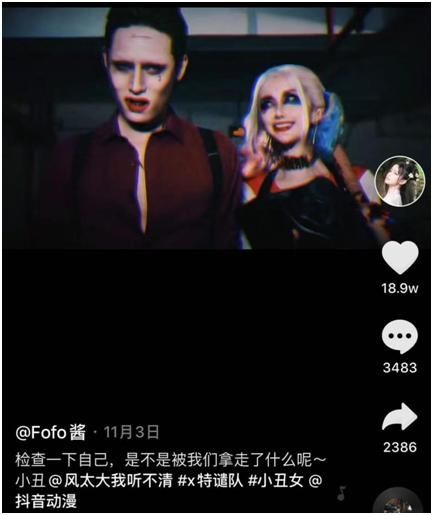 18.9w
3483
2386
@Fofo酱 · 11月3日
检查一下自己，是不是被我们拿走了什么呢～
小丑@风太大我听不清 #x特谴队 #小丑女 @
抖音动漫